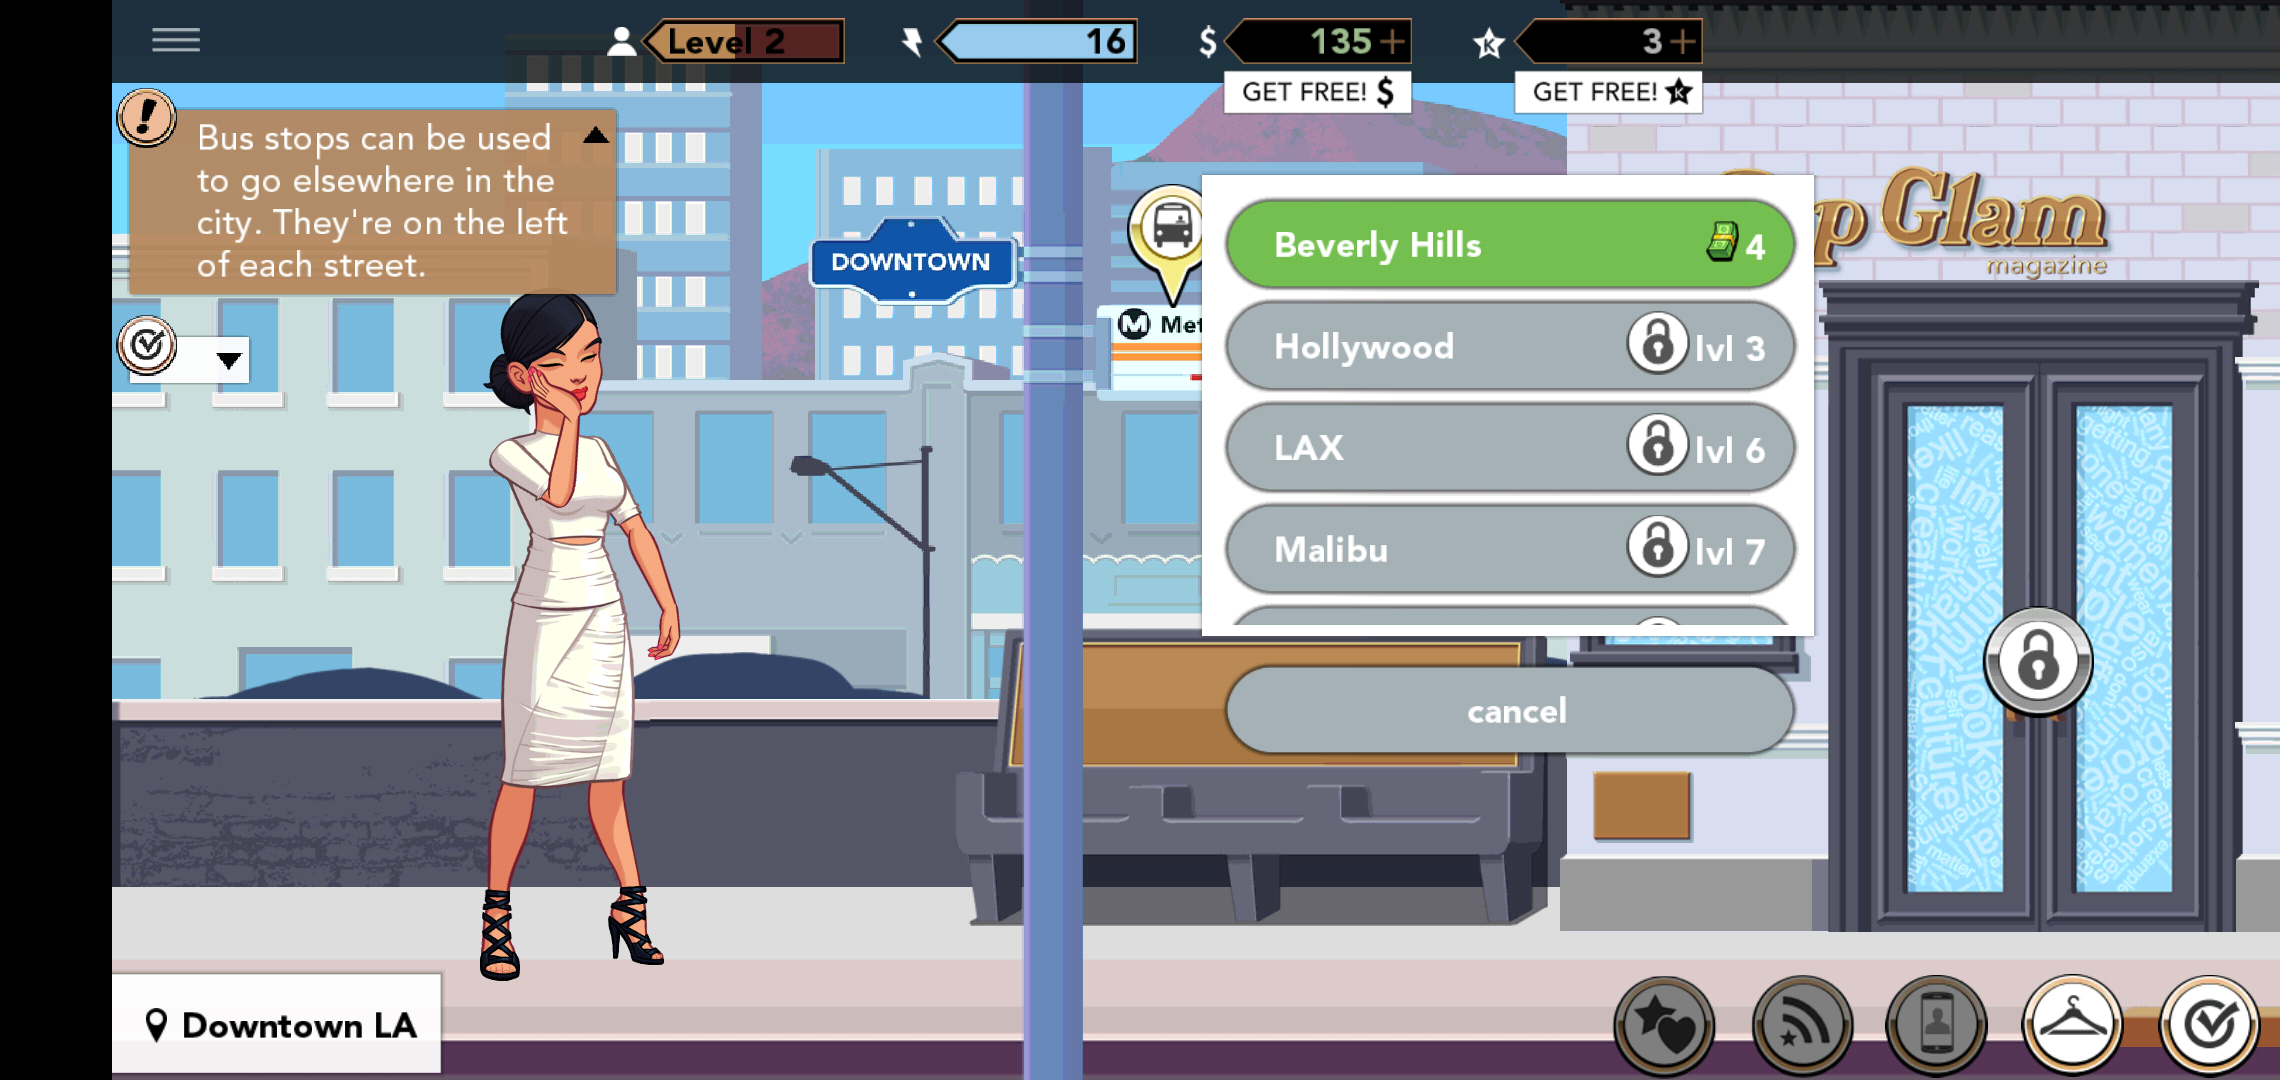 Level 2
16
135+
3+
GET FREE! $
GET FREE!
Bus stops can be used
to go elsewhere in the
city. They're on the left
of each street.
DOWNTOWN
M Met
Glam
magazine
Beverly Hills 4
Hollywood lvl 3
LAX lvl 6
Malibu lvl 7
cancel
Downtown LA